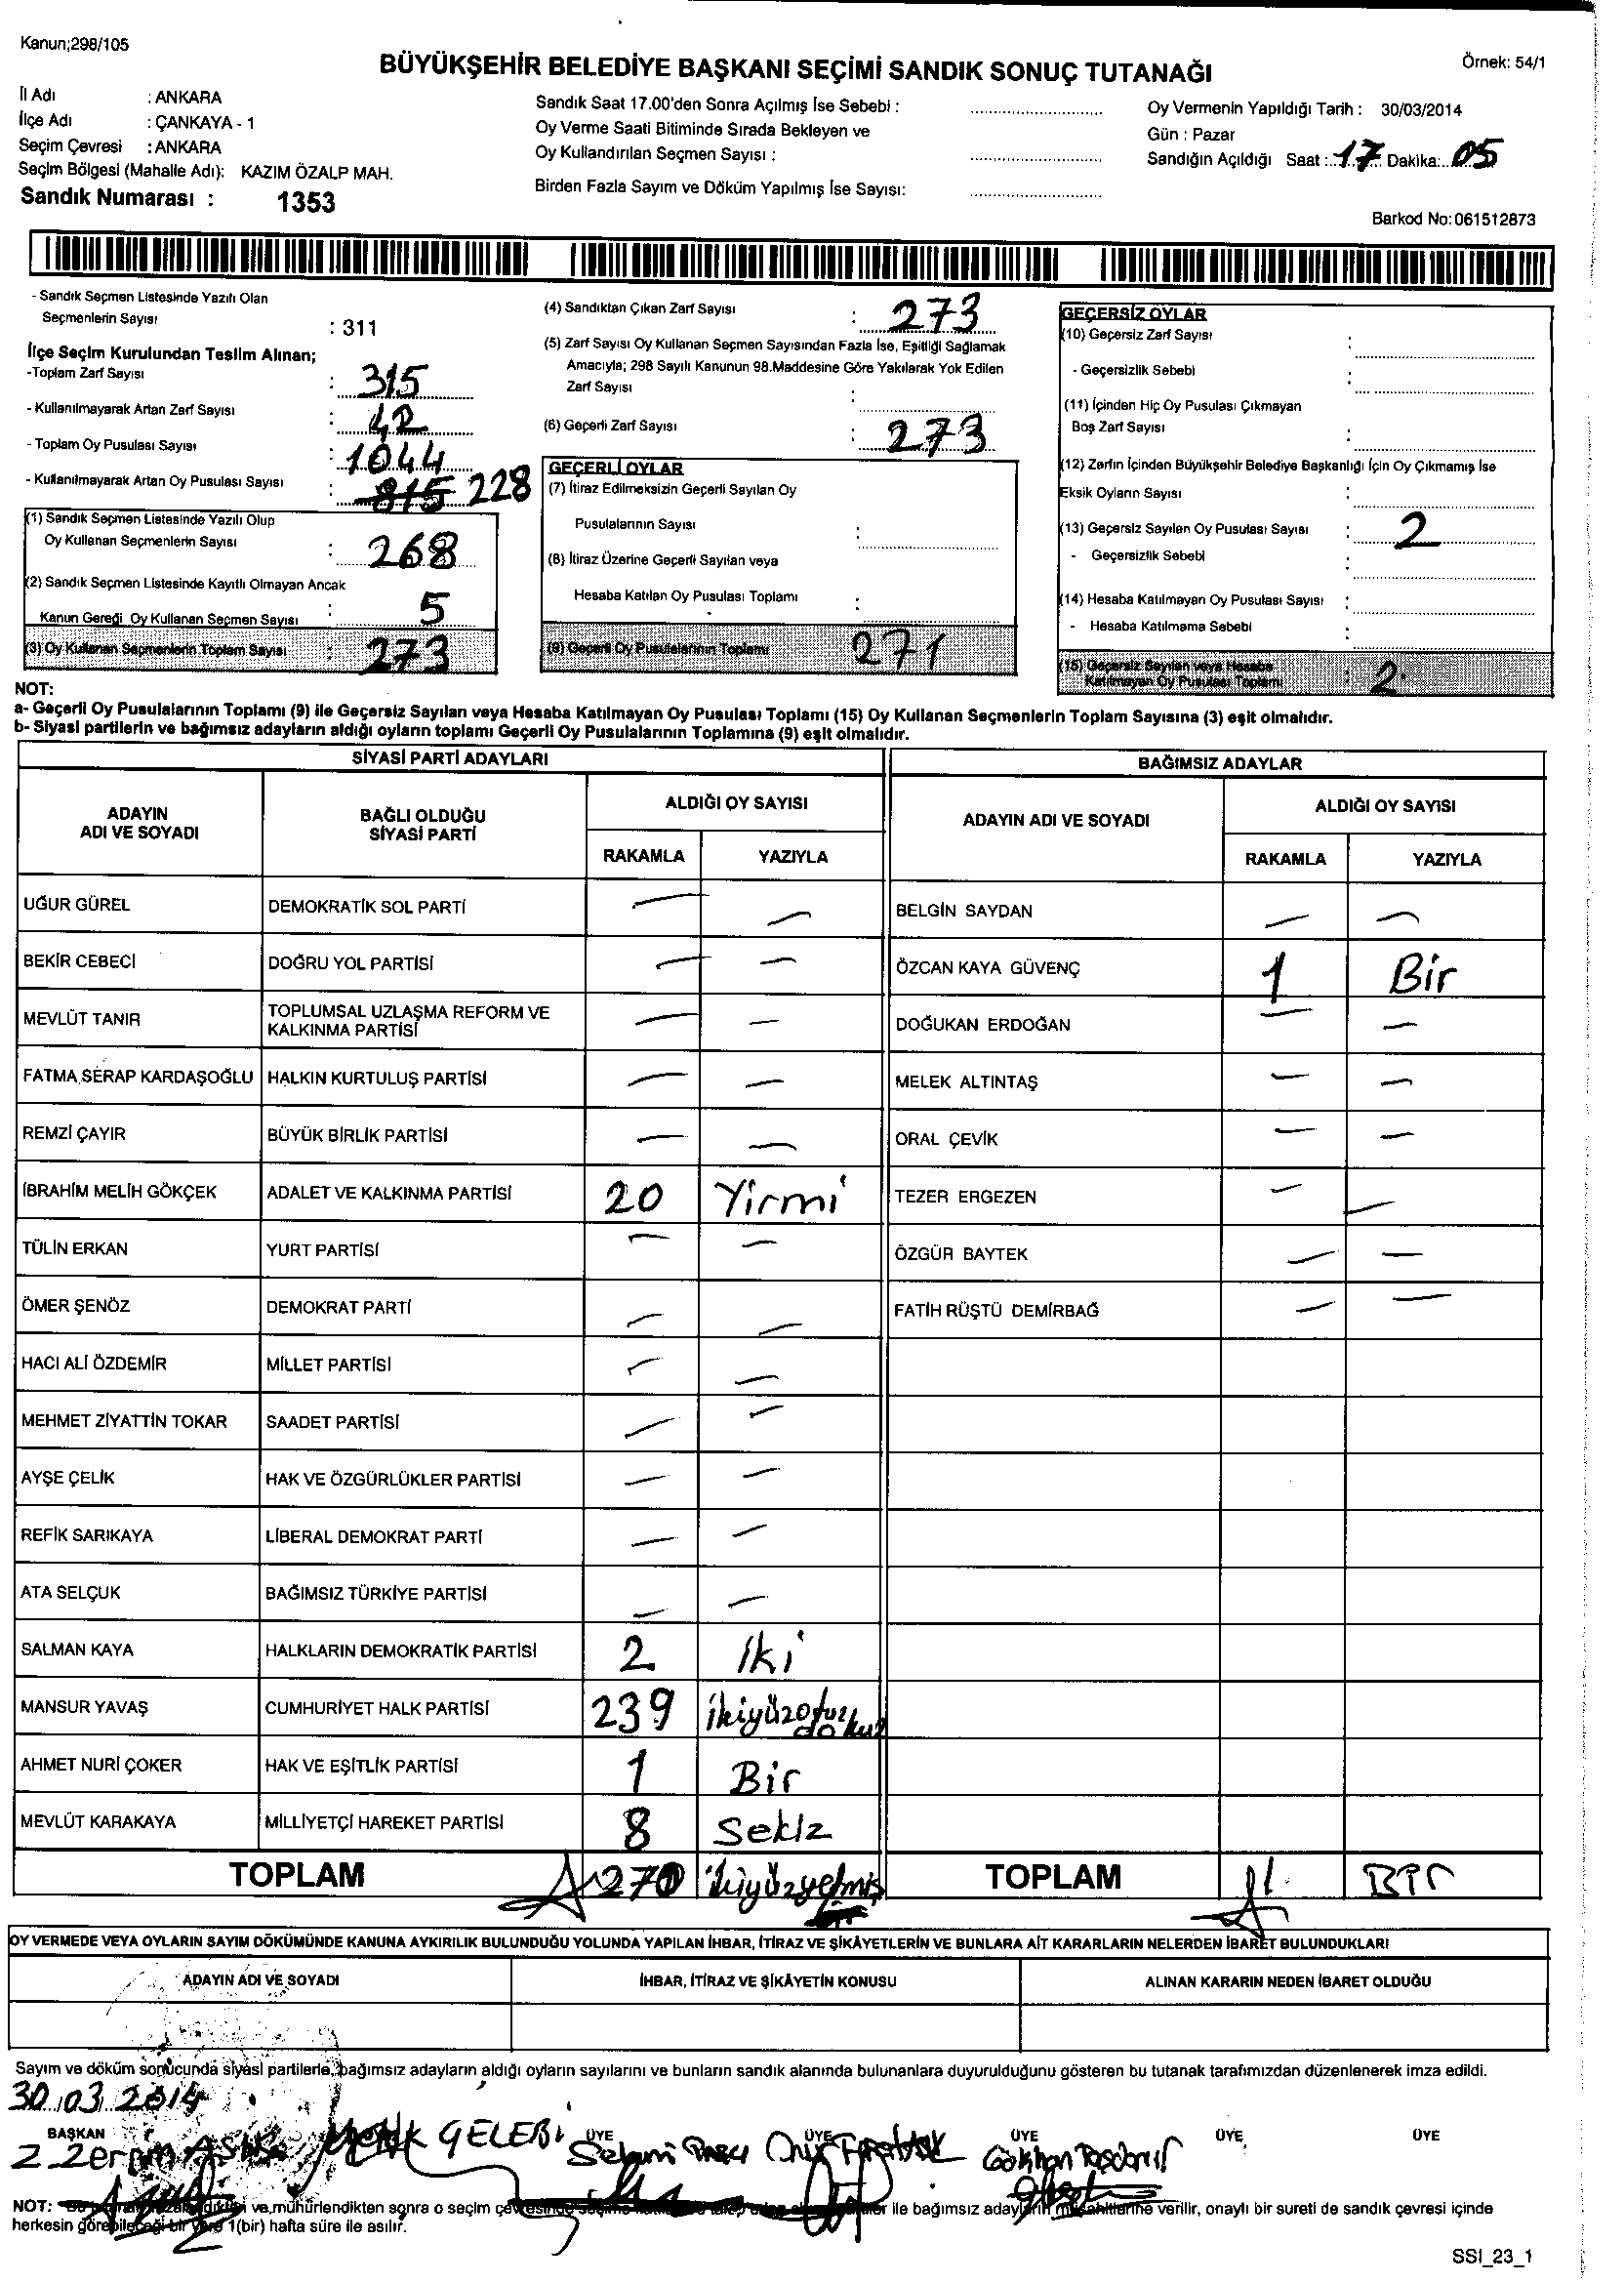 Kanun;298/105
BÜYÜKŞEHİR BELEDİYE BAŞKANI SEÇİMİ SANDIK SONUÇ TUTANAĞI
Örnek: 54/1
İl Adı : ANKARA
İlçe Adı : ÇANKAYA - 1
Seçim Çevresi : ANKARA
Seçim Bölgesi (Mahalle Adı): KAZIM ÖZALP MAH.
Sandık Numarası : 1353
Sandık Saat 17.00'den Sonra Açılmış İse Sebebi :
Oy Verme Saati Bitiminde Sırada Bekleyen ve
Oy Kullandırılan Seçmen Sayısı :
Birden Fazla Sayım ve Döküm Yapılmış İse Sayısı:
Oy Vermenin Yapıldığı Tarih : 30/03/2014
Gün : Pazar
Sandığın Açıldığı Saat : 17 Dakika: 05
Barkod No: 061512873
- Sandık Seçmen Listesinde Yazılı Olan
Seçmenlerin Sayısı : 311
İlçe Seçim Kurulundan Teslim Alınan;
-Toplam Zarf Sayısı : 315
- Kullanılmayarak Artan Zarf Sayısı : 42
- Toplam Oy Pusulası Sayısı : 1044
- Kullanılmayarak Artan Oy Pusulası Sayısı : 815 228
(1) Sandık Seçmen Listesinde Yazılı Olup
Oy Kullanan Seçmenlerin Sayısı : 268
(2) Sandık Seçmen Listesinde Kayıtlı Olmayan Ancak
Kanun Gereği Oy Kullanan Seçmen Sayısı : 5
(3) Oy Kullanan Seçmenlerin Toplam Sayısı : 273
(4) Sandıktan Çıkan Zarf Sayısı : 273
(5) Zarf Sayısı Oy Kullanan Seçmen Sayısından Fazla İse, Eşitliği Sağlamak
Amacıyla; 298 Sayılı Kanunun 98.Maddesine Göre Yakılarak Yok Edilen
Zarf Sayısı :
(6) Geçerli Zarf Sayısı : 273
GEÇERLİ OYLAR
(7) İtiraz Edilmeksizin Geçerli Sayılan Oy
Pusulalarının Sayısı :
(8) İtiraz Üzerine Geçerli Sayılan veya
Hesaba Katılan Oy Pusulası Toplamı :
(9) Geçerli Oy Pusulalarının Toplamı 271
GEÇERSİZ OYLAR
(10) Geçersiz Zarf Sayısı :
- Geçersizlik Sebebi :
(11) İçinden Hiç Oy Pusulası Çıkmayan
Boş Zarf Sayısı :
(12) Zarfın İçinden Büyükşehir Belediye Başkanlığı İçin Oy Çıkmamış İse
Eksik Oyların Sayısı :
(13) Geçersiz Sayılan Oy Pusulası Sayısı : 2
- Geçersizlik Sebebi :
(14) Hesaba Katılmayan Oy Pusulası Sayısı :
- Hesaba Katılmama Sebebi :
(15) Geçersiz Sayılan veya Hesaba
Katılmayan Oy Pusulası Toplamı : 2
NOT:
a- Geçerli Oy Pusulalarının Toplamı (9) ile Geçersiz Sayılan veya Hesaba Katılmayan Oy Pusulası Toplamı (15) Oy Kullanan Seçmenlerin Toplam Sayısına (3) eşit olmalıdır.
b- Siyasi partilerin ve bağımsız adayların aldığı oyların toplamı Geçerli Oy Pusulalarının Toplamına (9) eşit olmalıdır.
SİYASİ PARTİ ADAYLARI
ADAYIN ADI VE SOYADI BAĞLI OLDUĞU SİYASİ PARTİ ALDIĞI OY SAYISI
RAKAMLA YAZIYLA
UĞUR GÜREL DEMOKRATİK SOL PARTİ — —
BEKİR CEBECİ DOĞRU YOL PARTİSİ — —
MEVLÜT TANIR TOPLUMSAL UZLAŞMA REFORM VE KALKINMA PARTİSİ — —
FATMA SERAP KARDAŞOĞLU HALKIN KURTULUŞ PARTİSİ — —
REMZİ ÇAYIR BÜYÜK BİRLİK PARTİSİ — —
İBRAHİM MELİH GÖKÇEK ADALET VE KALKINMA PARTİSİ 20 Yirmi
TÜLİN ERKAN YURT PARTİSİ — —
ÖMER ŞENÖZ DEMOKRAT PARTİ — —
HACI ALİ ÖZDEMİR MİLLET PARTİSİ — —
MEHMET ZİYATTİN TOKAR SAADET PARTİSİ — —
AYŞE ÇELİK HAK VE ÖZGÜRLÜKLER PARTİSİ — —
REFİK SARIKAYA LİBERAL DEMOKRAT PARTİ — —
ATA SELÇUK BAĞIMSIZ TÜRKİYE PARTİSİ — —
SALMAN KAYA HALKLARIN DEMOKRATİK PARTİSİ 2 İki
MANSUR YAVAŞ CUMHURİYET HALK PARTİSİ 239 ikiyüzotuz dokuz
AHMET NURİ ÇOKER HAK VE EŞİTLİK PARTİSİ 1 Bir
MEVLÜT KARAKAYA MİLLİYETÇİ HAREKET PARTİSİ 8 Sekiz
TOPLAM 270 ikiyüzyetmiş
BAĞIMSIZ ADAYLAR
ADAYIN ADI VE SOYADI ALDIĞI OY SAYISI
RAKAMLA YAZIYLA
BELGİN SAYDAN — —
ÖZCAN KAYA GÜVENÇ 1 Bir
DOĞUKAN ERDOĞAN — —
MELEK ALTINTAŞ — —
ORAL ÇEVİK — —
TEZER ERGEZEN — —
ÖZGÜR BAYTEK — —
FATİH RÜŞTÜ DEMİRBAĞ — —
TOPLAM 1 BİR
OY VERMEDE VEYA OYLARIN SAYIM DÖKÜMÜNDE KANUNA AYKIRILIK BULUNDUĞU YOLUNDA YAPILAN İHBAR, İTİRAZ VE ŞİKÂYETLERİN VE BUNLARA AİT KARARLARIN NELERDEN İBARET BULUNDUKLARI
ADAYIN ADI VE SOYADI İHBAR, İTİRAZ VE ŞİKÂYETİN KONUSU ALINAN KARARIN NEDEN İBARET OLDUĞU
Sayım ve döküm sonucunda siyasi partilerle, bağımsız adayların aldığı oyların sayılarını ve bunların sandık alanında bulunanlara duyurulduğunu gösteren bu tutanak tarafımızdan düzenlenerek imza edildi.
30.03.2014
BAŞKAN ÜYE ÜYE ÜYE ÜYE ÜYE
ÇELEBİ Selami Onur Gökhan
NOT: ve mühürlendikten sonra o seçim çevresinde ile bağımsız adayların müşahitlerine verilir, onaylı bir sureti de sandık çevresi içinde
herkesin görebileceği bir yere 1(bir) hafta süre ile asılır.
SSI_23_1